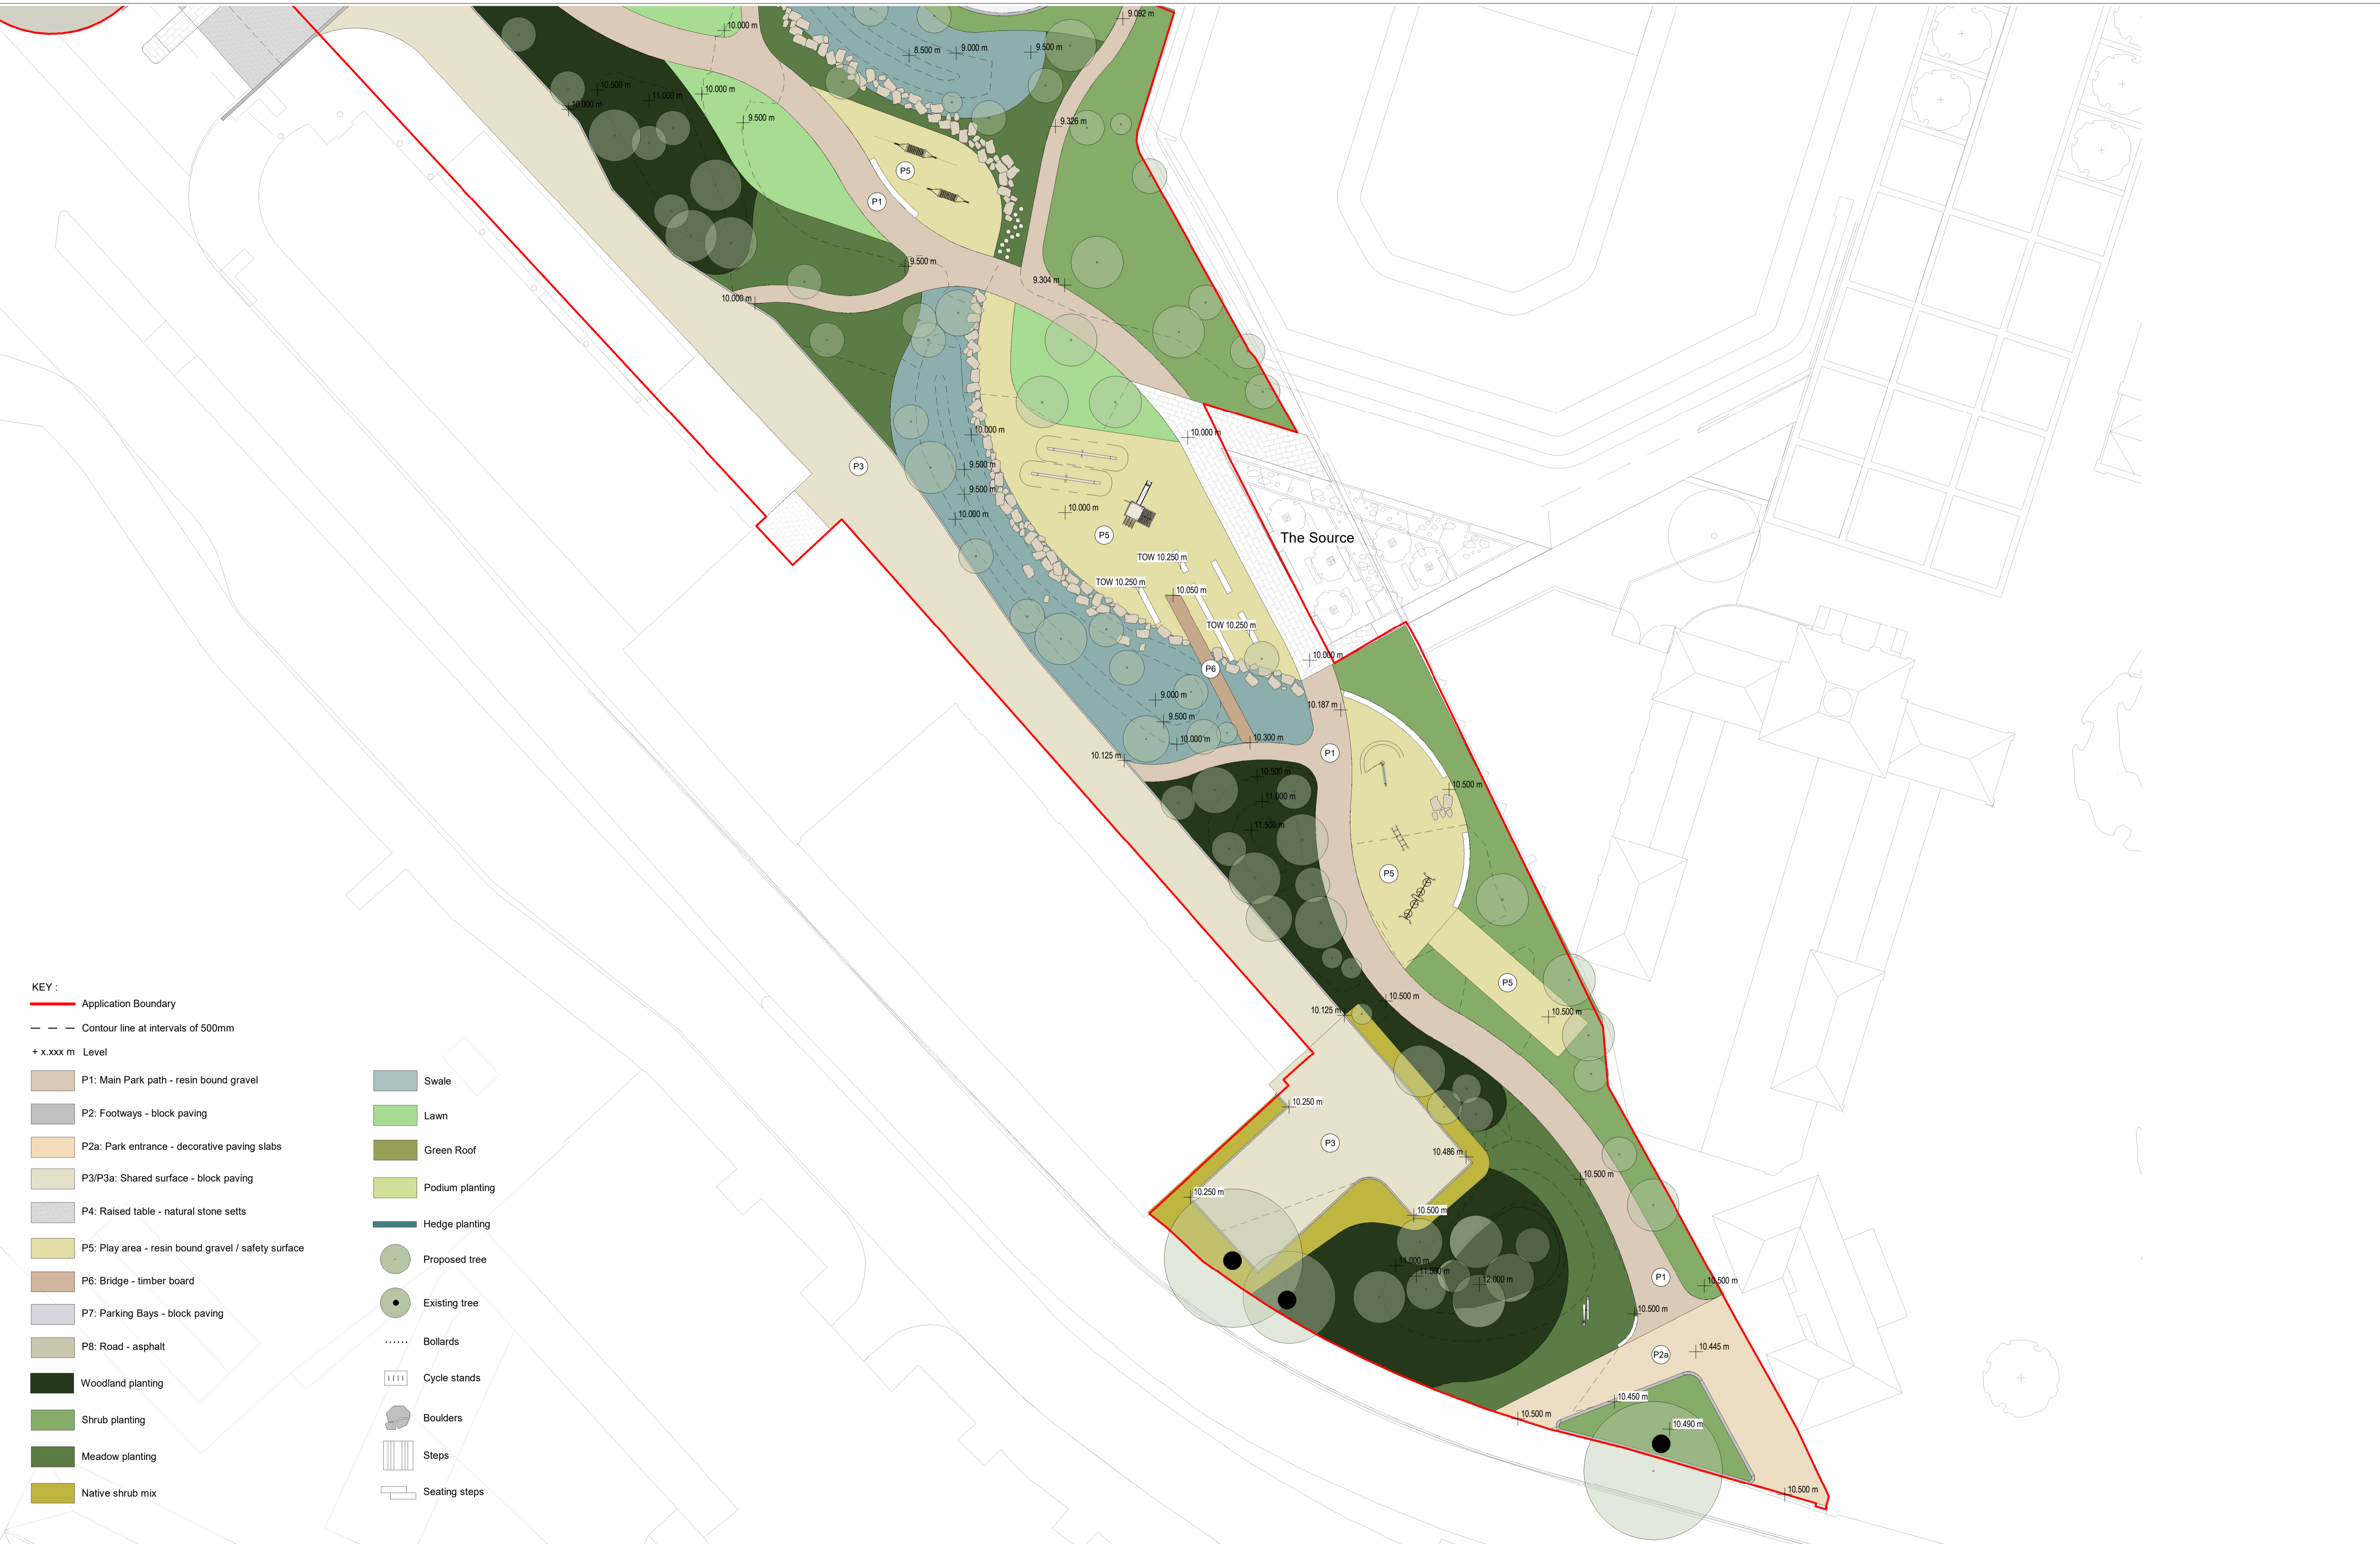 10.000 m
9.092 m
8.500 m
9.000 m
9.500 m
10.500 m
11.000 m
10.000 m
10.000 m
9.500 m
9.326 m
P5
P1
9.500 m
9.304 m
10.000 m
10.000 m
10.000 m
P3
9.500 m
9.500 m
10.000 m
10.000 m
P5
The Source
TOW 10.250 m
TOW 10.250 m
10.050 m
TOW 10.250 m
10.000 m
P6
9.000 m
10.187 m
9.500 m
10.000 m
10.300 m
P1
10.125 m
10.500 m
10.500 m
11.000 m
11.500 m
P5
P5
10.500 m
10.125 m
10.500 m
10.250 m
P3
10.486 m
10.500 m
10.250 m
10.500 m
11.000 m
11.500 m
12.000 m
P1
10.500 m
10.500 m
P2a
10.445 m
10.450 m
10.500 m
10.490 m
10.500 m
KEY :
Application Boundary
Contour line at intervals of 500mm
+ x.xxx m Level
P1: Main Park path - resin bound gravel
P2: Footways - block paving
P2a: Park entrance - decorative paving slabs
P3/P3a: Shared surface - block paving
P4: Raised table - natural stone setts
P5: Play area - resin bound gravel / safety surface
P6: Bridge - timber board
P7: Parking Bays - block paving
P8: Road - asphalt
Woodland planting
Shrub planting
Meadow planting
Native shrub mix
Swale
Lawn
Green Roof
Podium planting
Hedge planting
Proposed tree
Existing tree
Bollards
Cycle stands
Boulders
Steps
Seating steps